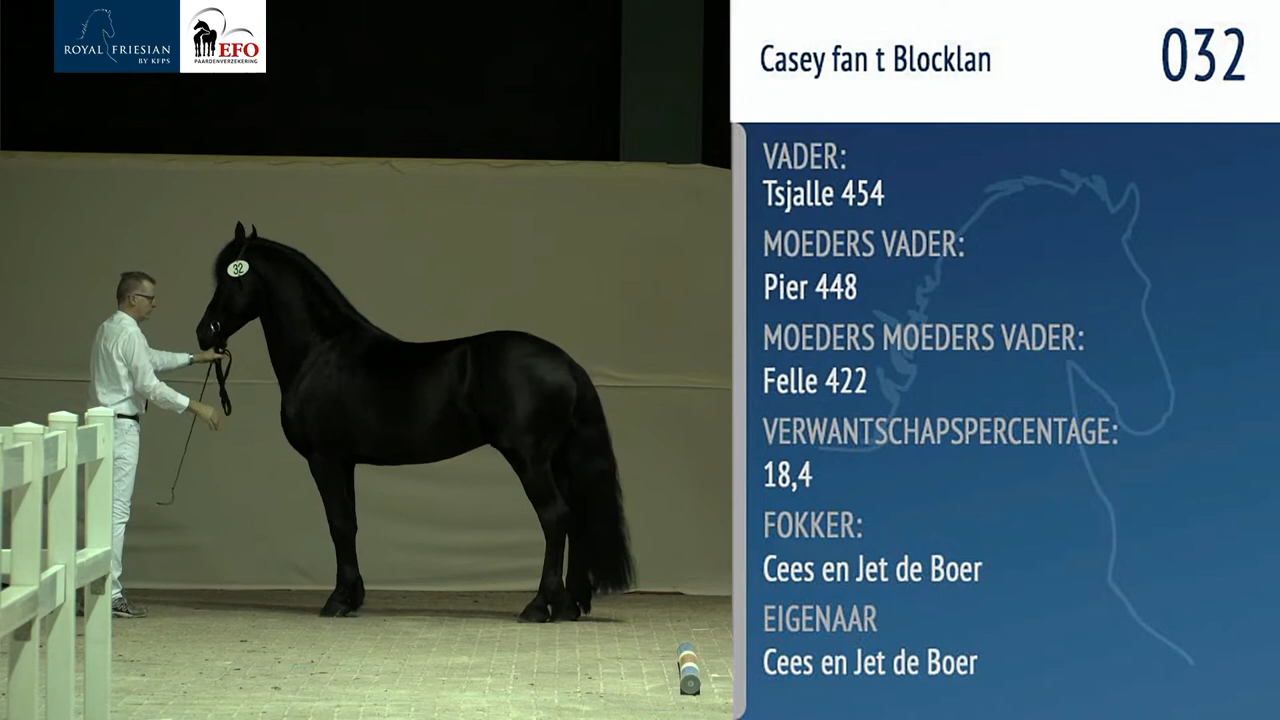 ROYAL FRIESIAN
BY KFPS
EFO
PAARDENVERZEKERING
32
Casey fan t Blocklan
032
VADER:
Tsjalle 454
MOEDERS VADER:
Pier 448
MOEDERS MOEDERS VADER:
Felle 422
VERWANTSCHAPSPERCENTAGE:
18,4
FOKKER:
Cees en Jet de Boer
EIGENAAR
Cees en Jet de Boer